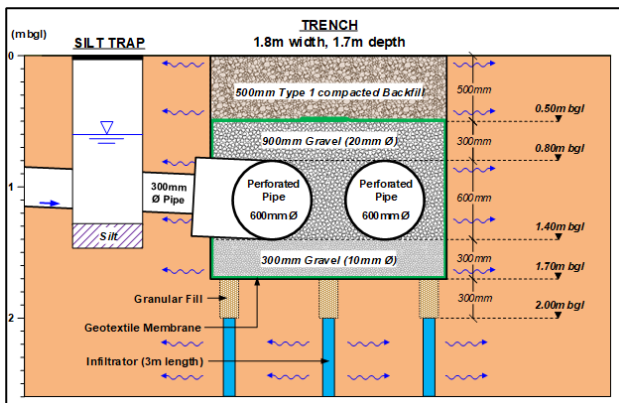 (m bgl)
SILT TRAP
TRENCH
1.8m width, 1.7m depth
0
1
2
500mm Type 1 compacted Backfill
900mm Gravel (20mm Ø)
Perforated
Pipe
600mm Ø
Perforated
Pipe
600mm Ø
300mm
Ø Pipe
Silt
300mm Gravel (10mm Ø)
Granular Fill
Geotextile Membrane
Infiltrator (3m length)
500mm
300mm
600mm
300mm
300mm
0.50m bgl
0.80m bgl
1.40m bgl
1.70m bgl
2.00m bgl